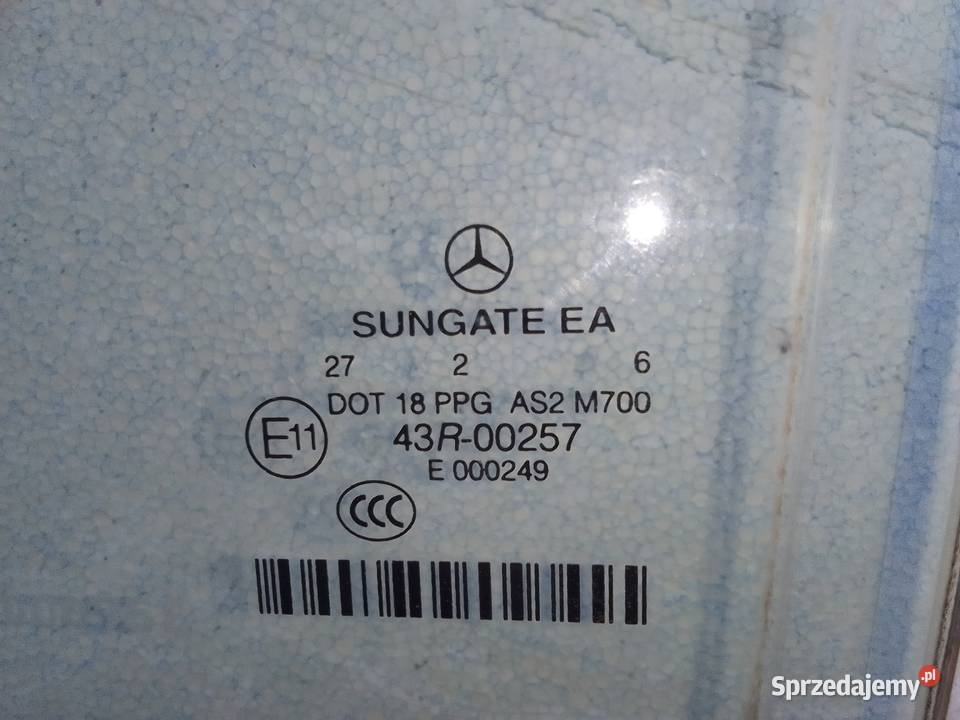 SUNGATE EA
27 2 6
DOT 18 PPG AS2 M700
E11
43R-00257
E 000249
CCC
Sprzedajemy.pl